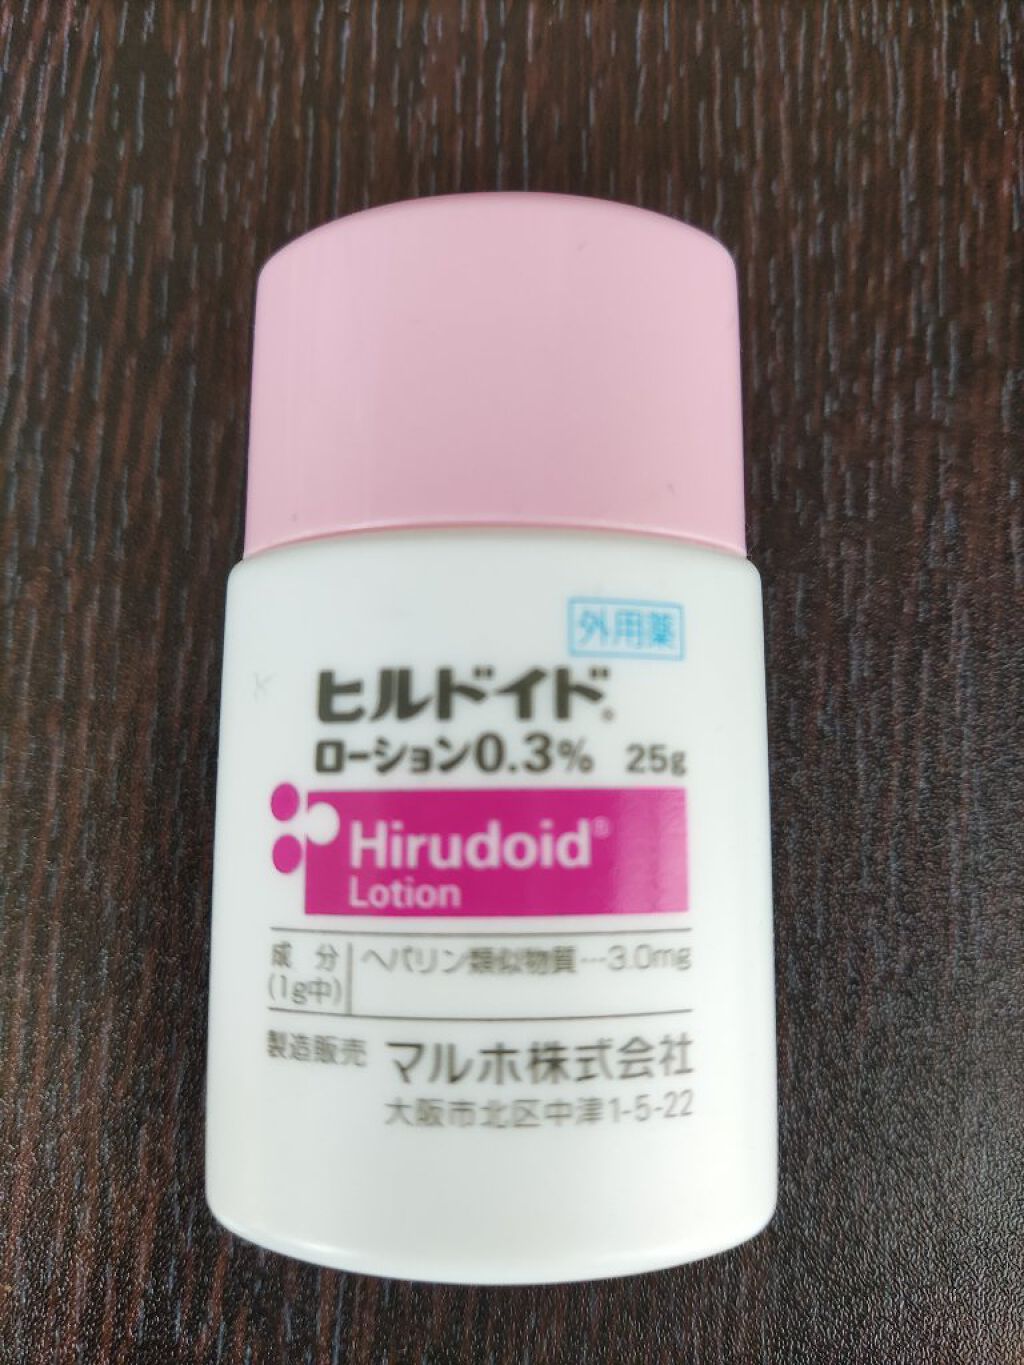 外用薬
ヒルドイド®
ローション0.3% 25g
Hirudoid®
Lotion
成 分 ヘパリン類似物質…3.0mg
(1g中)
製造販売 マルホ株式会社
大阪市北区中津1-5-22